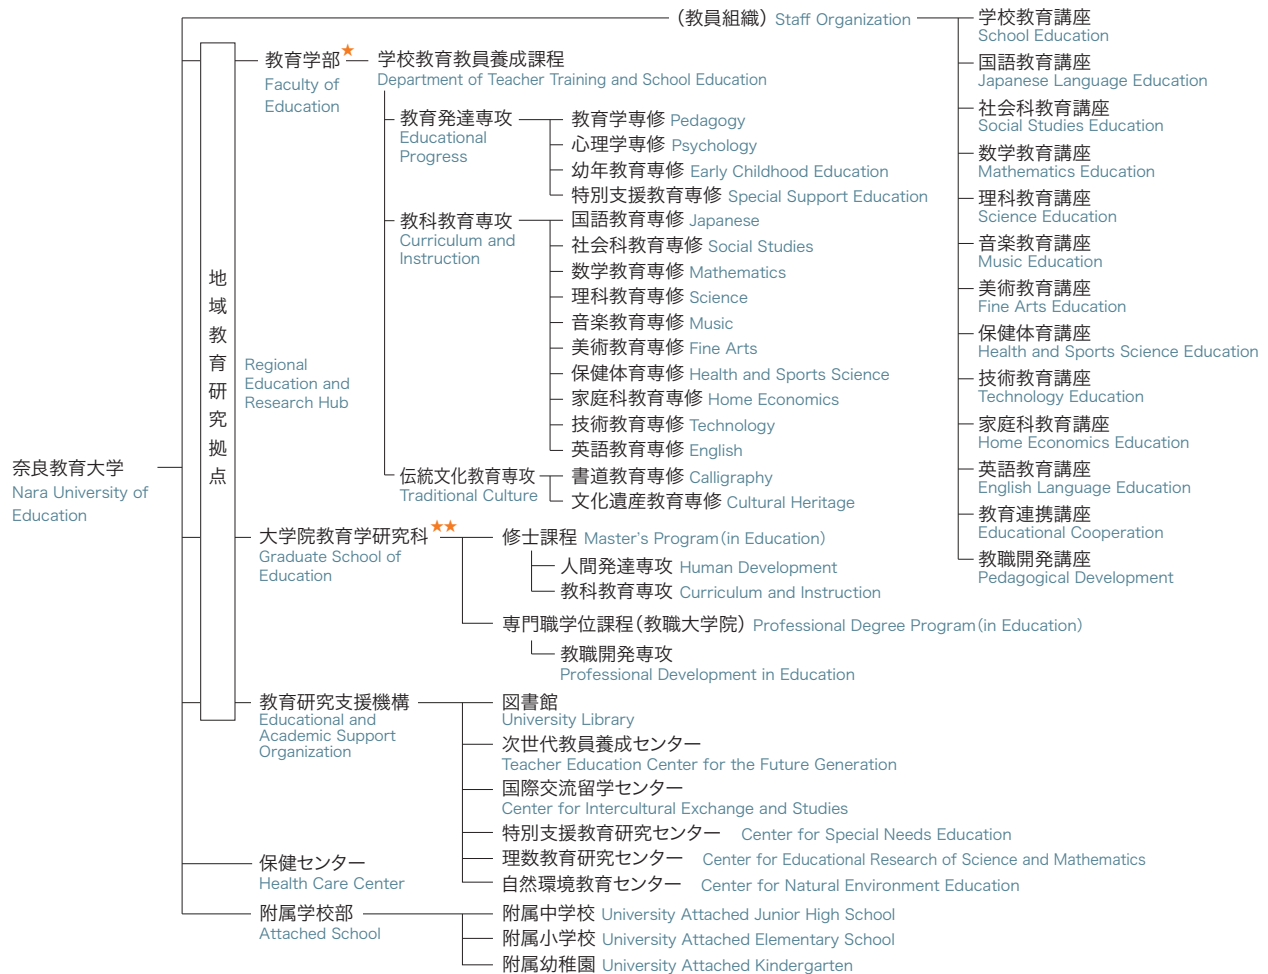 （教員組織） Staff Organization
学校教育講座
School Education
国語教育講座
Japanese Language Education
社会科教育講座
Social Studies Education
数学教育講座
Mathematics Education
理科教育講座
Science Education
音楽教育講座
Music Education
美術教育講座
Fine Arts Education
保健体育講座
Health and Sports Science Education
技術教育講座
Technology Education
家庭科教育講座
Home Economics Education
英語教育講座
English Language Education
教育連携講座
Educational Cooperation
教職開発講座
Pedagogical Development
奈良教育大学
Nara University of
Education
地域教育研究拠点
Regional
Education and
Research Hub
教育学部★
Faculty of
Education
学校教育教員養成課程
Department of Teacher Training and School Education
教育発達専攻
Educational
Progress
教育学専修 Pedagogy
心理学専修 Psychology
幼年教育専修 Early Childhood Education
特別支援教育専修 Special Support Education
教科教育専攻
Curriculum and
Instruction
国語教育専修 Japanese
社会科教育専修 Social Studies
数学教育専修 Mathematics
理科教育専修 Science
音楽教育専修 Music
美術教育専修 Fine Arts
保健体育専修 Health and Sports Science
家庭科教育専修 Home Economics
技術教育専修 Technology
英語教育専修 English
伝統文化教育専攻
Traditional Culture
書道教育専修 Calligraphy
文化遺産教育専修 Cultural Heritage
大学院教育学研究科★★
Graduate School of
Education
修士課程 Master's Program（in Education）
人間発達専攻 Human Development
教科教育専攻 Curriculum and Instruction
専門職学位課程（教職大学院） Professional Degree Program（in Education）
教職開発専攻
Professional Development in Education
教育研究支援機構
Educational and
Academic Support
Organization
図書館
University Library
次世代教員養成センター
Teacher Education Center for the Future Generation
国際交流留学センター
Center for Intercultural Exchange and Studies
特別支援教育研究センター Center for Special Needs Education
理数教育研究センター Center for Educational Research of Science and Mathematics
自然環境教育センター Center for Natural Environment Education
保健センター
Health Care Center
附属学校部
Attached School
附属中学校 University Attached Junior High School
附属小学校 University Attached Elementary School
附属幼稚園 University Attached Kindergarten